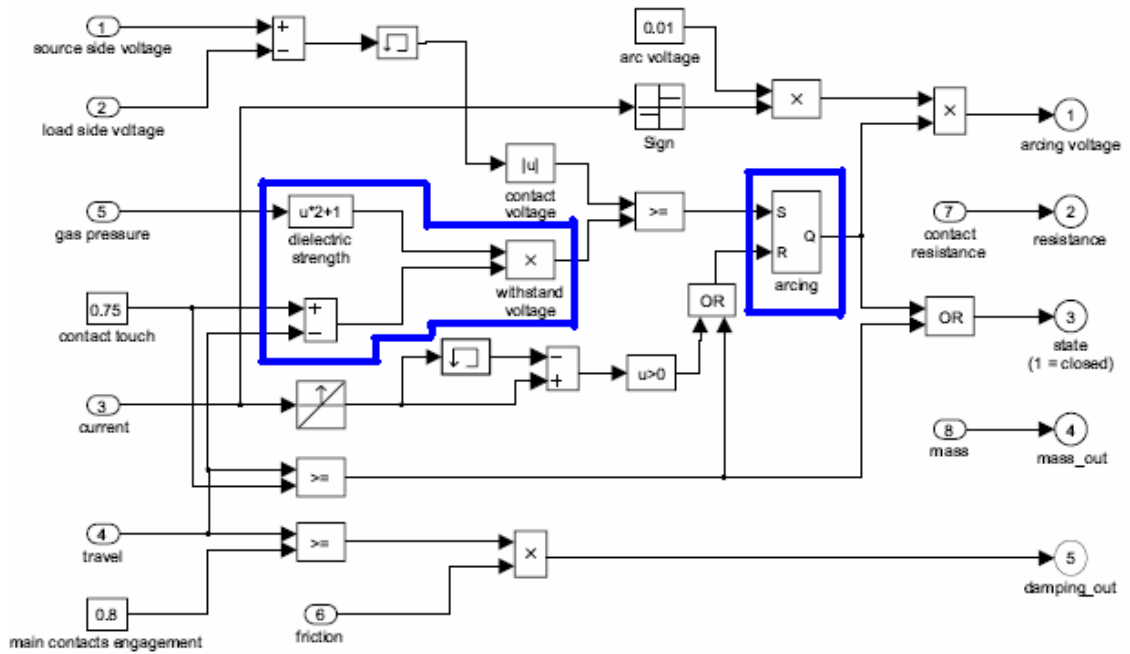 1
+
−
source side voltage
0.01
arc voltage
2
load side voltage
×
×
1
arcing voltage
Sign
|u|
contact
voltage
5
gas pressure
u*2+1
dielectric
strength
×
withstand
voltage
>=
S
R
Q
arcing
7
contact
resistance
2
resistance
0.75
contact touch
+
−
OR
OR
3
state
(1 = closed)
3
current
−
+
u>0
8
mass
4
mass_out
>=
4
travel
>=
×
5
damping_out
0.8
main contacts engagement
6
friction